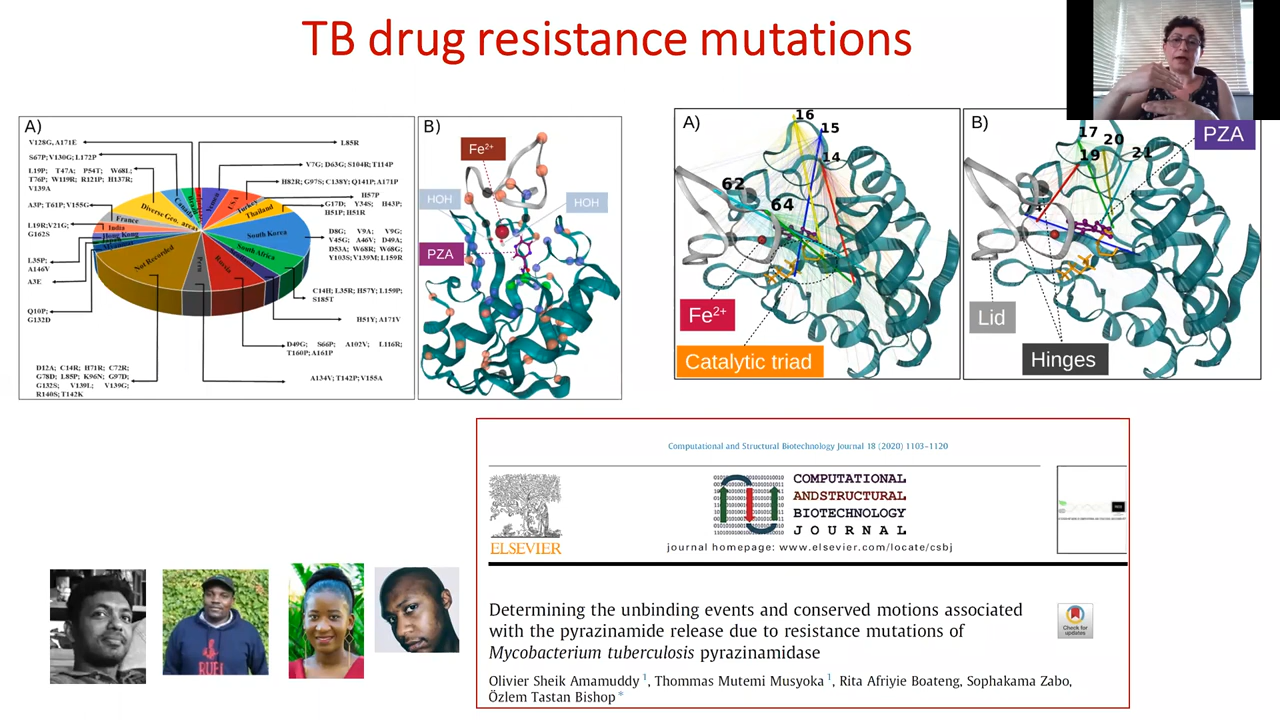 TB drug resistance mutations
A)
V128G, A171E
S67P; V130G; L172P
L19P; T47A; P54T; W68L;
T76P; W119R; R121P; H137R;
V139A
A3P; T61P; V155G
L19R;V21G;
G162S
L35P;
A146V
A3E
Q10P;
G132D
D12A; C14R; H71R; C72R;
G78D; L85P; K96N; G97D;
G132S; V139L; V139G;
R140S; T142K
L85R
V7G; D63G; S104R; T114P
H82R; G97S; C138Y; Q141P; A171P
H57P
G17D; Y34S; H43P;
H51P; H51R
D8G; V9A; V9G;
V45G; A46V; D49A;
D53A; W68R; W68G;
Y103S; V139M; L159R
C14H; L35R; H57Y; L159P;
S185T
H51Y; A171V
D49G; S66P; A102V; L116R;
T160P; A161P
A134V; T142P; V155A
Canada
USA
Turkey
Thailand
Diverse Geo. areas
France
India
Hong Kong
South Korea
South Africa
Not Recorded
Peru
Russia
B)
Fe2+
HOH
HOH
PZA
A)
16
15
14
62
64
Fe2+
Catalytic triad
B)
17
20
19
21
PZA
Lid
Hinges
Computational and Structural Biotechnology Journal 18 (2020) 1103–1120
ELSEVIER
COMPUTATIONAL
ANDSTRUCTURAL
BIOTECHNOLOGY
JOURNAL
journal homepage: www.elsevier.com/locate/csbj
Determining the unbinding events and conserved motions associated
with the pyrazinamide release due to resistance mutations of
Mycobacterium tuberculosis pyrazinamidase
Check for
updates
Olivier Sheik Amamuddy 1, Thommas Mutemi Musyoka 1, Rita Afriyie Boateng, Sophakama Zabo,
Özlem Tastan Bishop *